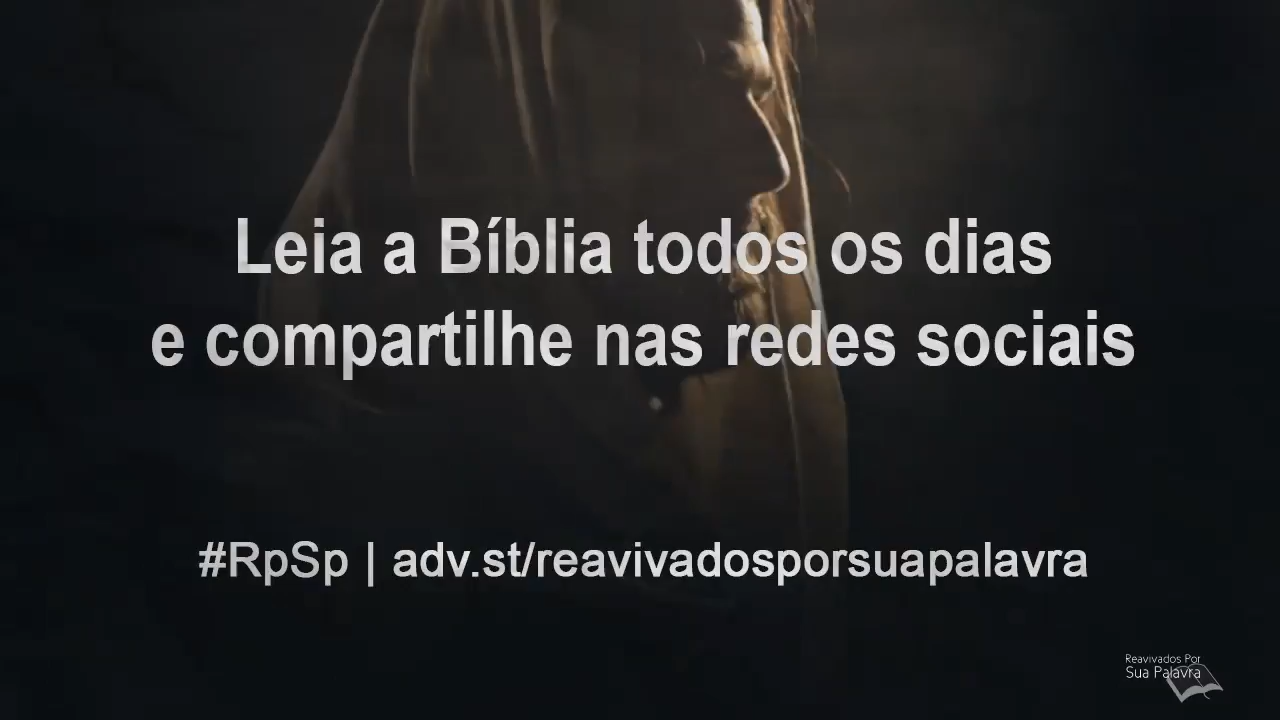 Leia a Bíblia todos os dias
e compartilhe nas redes sociais
#RpSp | adv.st/reavivadosporsuapalavra
Reavivados Por
Sua Palavra